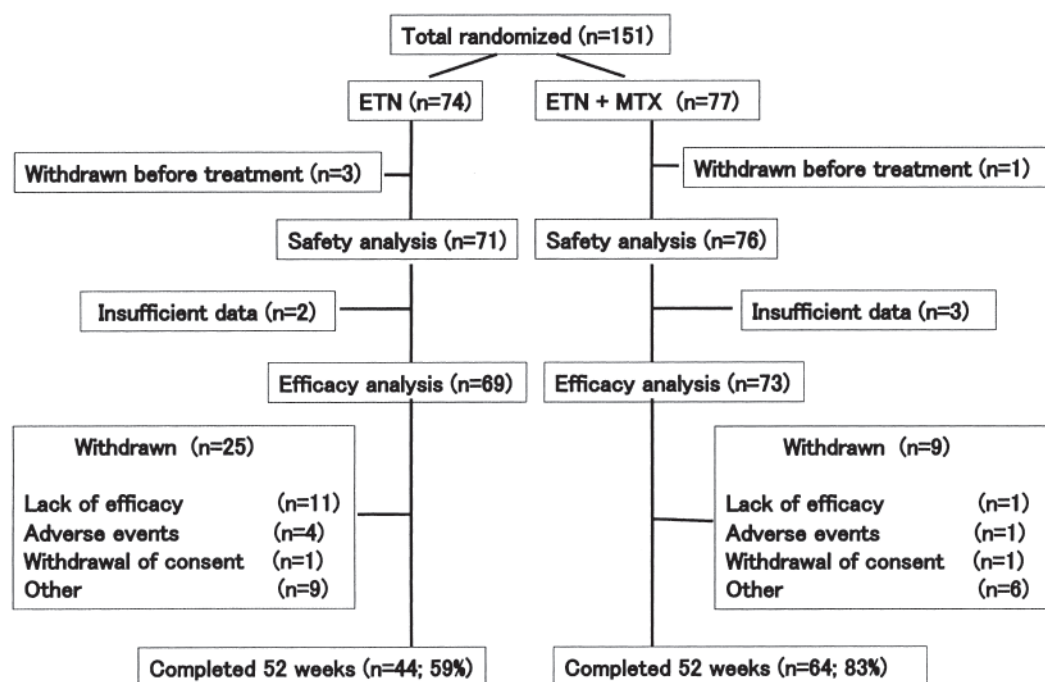 Total randomized (n=151)
ETN (n=74)
ETN + MTX (n=77)
Withdrawn before treatment (n=3)
Withdrawn before treatment (n=1)
Safety analysis (n=71)
Safety analysis (n=76)
Insufficient data (n=2)
Insufficient data (n=3)
Efficacy analysis (n=69)
Efficacy analysis (n=73)
Withdrawn (n=25)
Lack of efficacy (n=11)
Adverse events (n=4)
Withdrawal of consent (n=1)
Other (n=9)
Withdrawn (n=9)
Lack of efficacy (n=1)
Adverse events (n=1)
Withdrawal of consent (n=1)
Other (n=6)
Completed 52 weeks (n=44; 59%)
Completed 52 weeks (n=64; 83%)